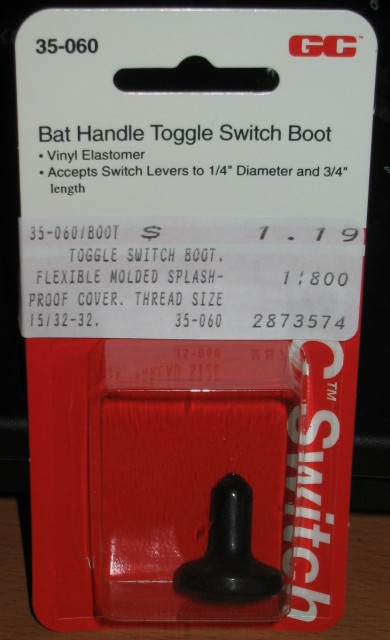 35-060
GC™
Bat Handle Toggle Switch Boot
• Vinyl Elastomer
• Accepts Switch Levers to 1/4" Diameter and 3/4"
length
35-060/BOOT $ 1.19
TOGGLE SWITCH BOOT,
FLEXIBLE MOLDED SPLASH- 1:800
PROOF COVER. THREAD SIZE
15/32-32. 35-060 2873574
C™ Switch